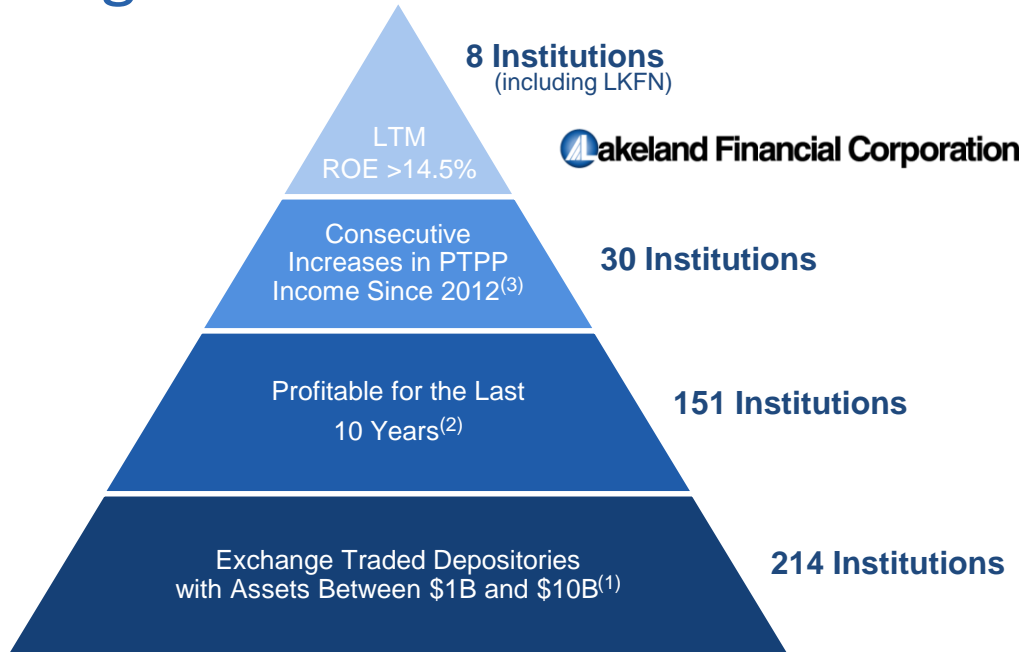 8 Institutions
(including LKFN)
LTM
ROE >14.5%
Lakeland Financial Corporation
Consecutive
Increases in PTPP
Income Since 2012(3)
30 Institutions
Profitable for the Last
10 Years(2)
151 Institutions
Exchange Traded Depositories
with Assets Between $1B and $10B(1)
214 Institutions